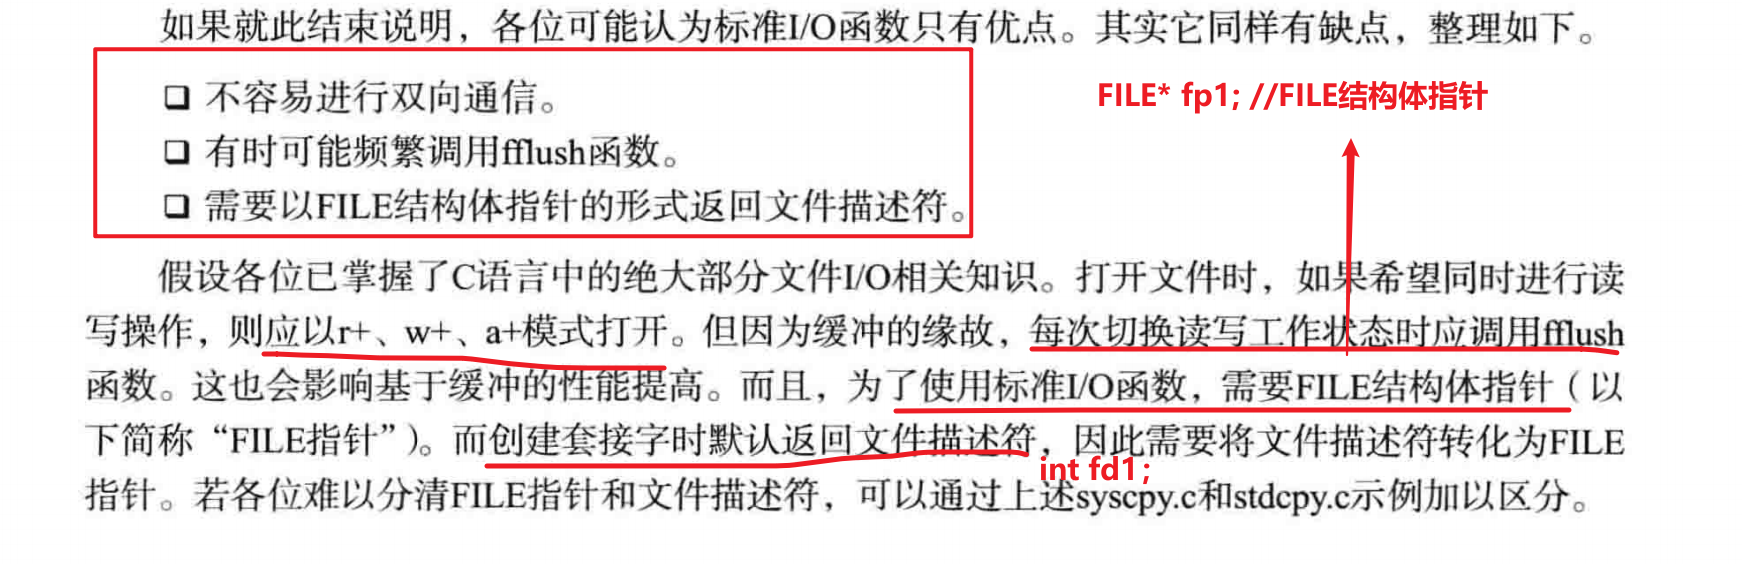 如果就此结束说明，各位可能认为标准I/O函数只有优点。其实它同样有缺点，整理如下。
❑ 不容易进行双向通信。
FILE* fp1; //FILE结构体指针
❑ 有时可能频繁调用fflush函数。
❑ 需要以FILE结构体指针的形式返回文件描述符。
假设各位已掌握了C语言中的绝大部分文件I/O相关知识。打开文件时，如果希望同时进行读
写操作，则应以r+、w+、a+模式打开。但因为缓冲的缘故，每次切换读写工作状态时应调用fflush
函数。这也会影响基于缓冲的性能提高。而且，为了使用标准I/O函数，需要FILE结构体指针（以
下简称“FILE指针”）。而创建套接字时默认返回文件描述符，因此需要将文件描述符转化为FILE
int fd1;
指针。若各位难以分清FILE指针和文件描述符，可以通过上述syscpy.c和stdcpy.c示例加以区分。